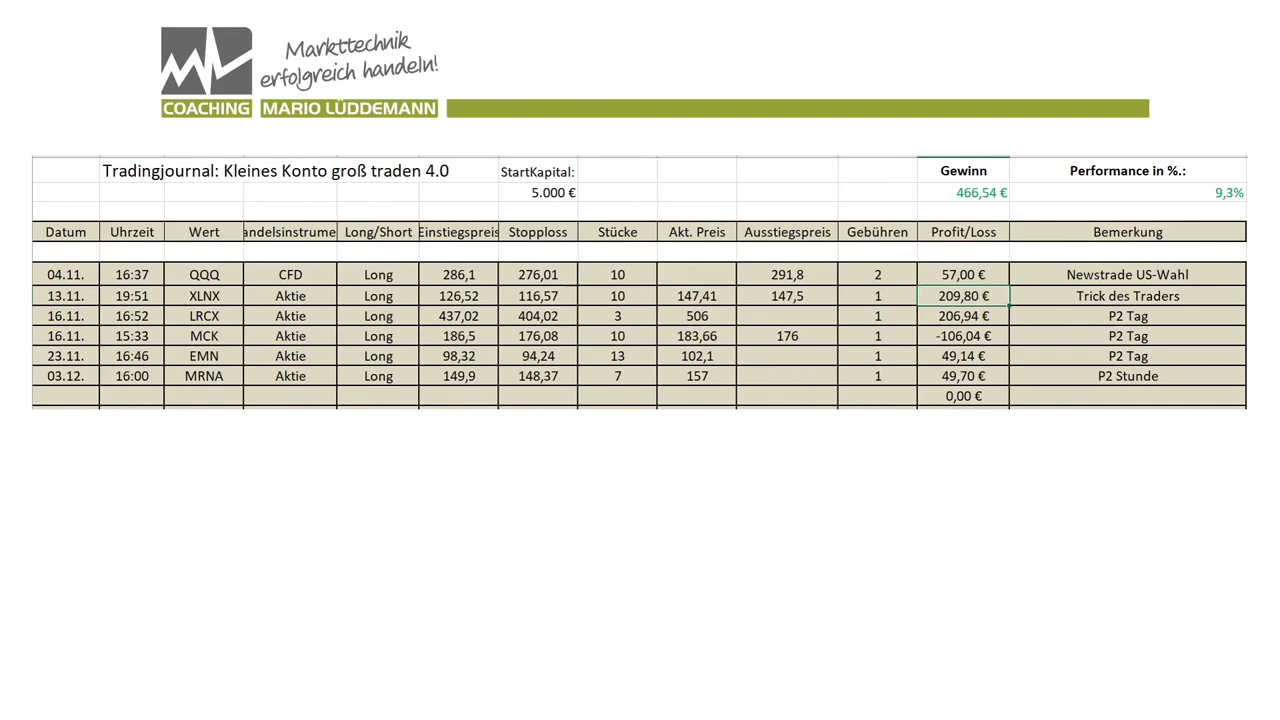 Markttechnik
erfolgreich handeln!
COACHING MARIO LÜDDEMANN
Tradingjournal: Kleines Konto groß traden 4.0 StartKapital: Gewinn Performance in %.:
5.000 € 466,54 € 9,3%
Datum Uhrzeit Wert andelsinstrume Long/Short Einstiegspreis Stopploss Stücke Akt. Preis Ausstiegspreis Gebühren Profit/Loss Bemerkung
04.11. 16:37 QQQ CFD Long 286,1 276,01 10 291,8 2 57,00 € Newstrade US-Wahl
13.11. 19:51 XLNX Aktie Long 126,52 116,57 10 147,41 147,5 1 209,80 € Trick des Traders
16.11. 16:52 LRCX Aktie Long 437,02 404,02 3 506 1 206,94 € P2 Tag
16.11. 15:33 MCK Aktie Long 186,5 176,08 10 183,66 176 1 -106,04 € P2 Tag
23.11. 16:46 EMN Aktie Long 98,32 94,24 13 102,1 1 49,14 € P2 Tag
03.12. 16:00 MRNA Aktie Long 149,9 148,37 7 157 1 49,70 € P2 Stunde
0,00 €